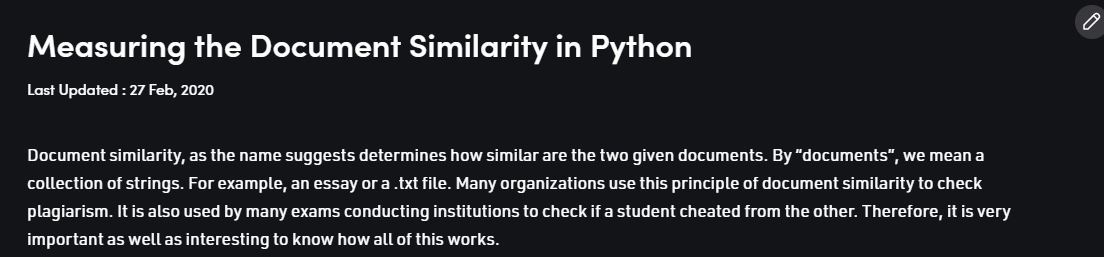 Measuring the Document Similarity in Python
Last Updated : 27 Feb, 2020
Document similarity, as the name suggests determines how similar are the two given documents. By “documents”, we mean a
collection of strings. For example, an essay or a .txt file. Many organizations use this principle of document similarity to check
plagiarism. It is also used by many exams conducting institutions to check if a student cheated from the other. Therefore, it is very
important as well as interesting to know how all of this works.